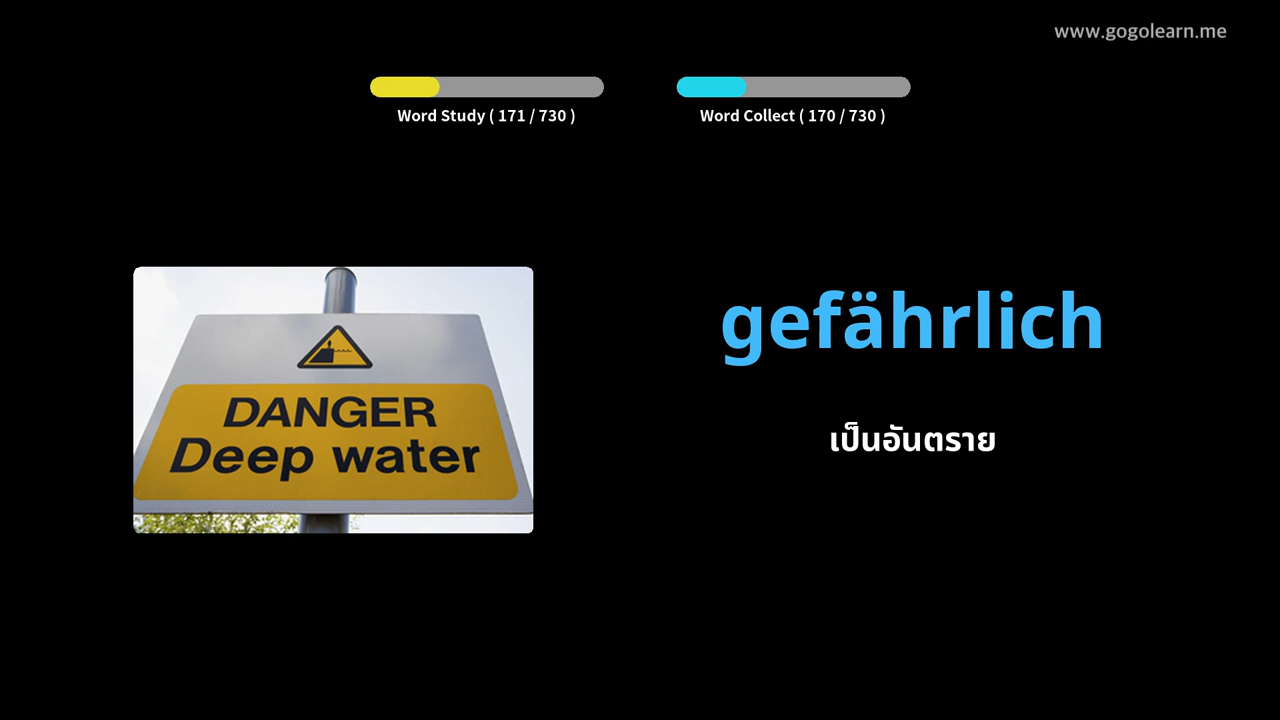 www.gogolearn.me
Word Study ( 171 / 730 )
Word Collect ( 170 / 730 )
DANGER
Deep water
gefährlich
เป็นอันตราย